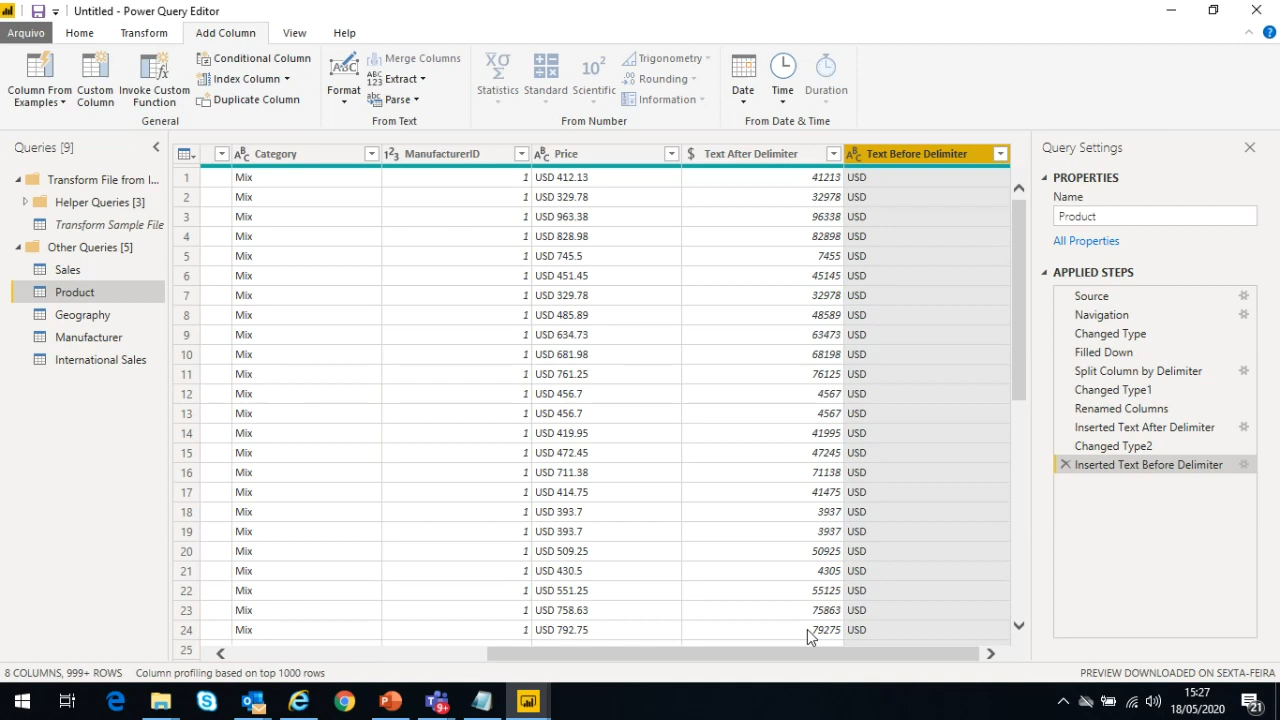 Untitled - Power Query Editor
Arquivo Home Transform Add Column View Help
Column From Examples
Custom Column
Invoke Custom Function
Conditional Column
Index Column
Duplicate Column
General
Format
Merge Columns
Extract
Parse
From Text
Statistics
Standard
Scientific
Trigonometry
Rounding
Information
From Number
Date
Time
Duration
From Date & Time
Queries [9]
Transform File from I...
Helper Queries [3]
Transform Sample File
Other Queries [5]
Sales
Product
Geography
Manufacturer
International Sales
Category ManufacturerID Price Text After Delimiter Text Before Delimiter
1 Mix 1 USD 412.13 41213 USD
2 Mix 1 USD 329.78 32978 USD
3 Mix 1 USD 963.38 96338 USD
4 Mix 1 USD 828.98 82898 USD
5 Mix 1 USD 745.5 7455 USD
6 Mix 1 USD 451.45 45145 USD
7 Mix 1 USD 329.78 32978 USD
8 Mix 1 USD 485.89 48589 USD
9 Mix 1 USD 634.73 63473 USD
10 Mix 1 USD 681.98 68198 USD
11 Mix 1 USD 761.25 76125 USD
12 Mix 1 USD 456.7 4567 USD
13 Mix 1 USD 456.7 4567 USD
14 Mix 1 USD 419.95 41995 USD
15 Mix 1 USD 472.45 47245 USD
16 Mix 1 USD 711.38 71138 USD
17 Mix 1 USD 414.75 41475 USD
18 Mix 1 USD 393.7 3937 USD
19 Mix 1 USD 393.7 3937 USD
20 Mix 1 USD 509.25 50925 USD
21 Mix 1 USD 430.5 4305 USD
22 Mix 1 USD 551.25 55125 USD
23 Mix 1 USD 758.63 75863 USD
24 Mix 1 USD 792.75 79275 USD
25
Query Settings
PROPERTIES
Name
Product
All Properties
APPLIED STEPS
Source
Navigation
Changed Type
Filled Down
Split Column by Delimiter
Changed Type1
Renamed Columns
Inserted Text After Delimiter
Changed Type2
Inserted Text Before Delimiter
8 COLUMNS, 999+ ROWS Column profiling based on top 1000 rows PREVIEW DOWNLOADED ON SEXTA-FEIRA
15:27
18/05/2020
21